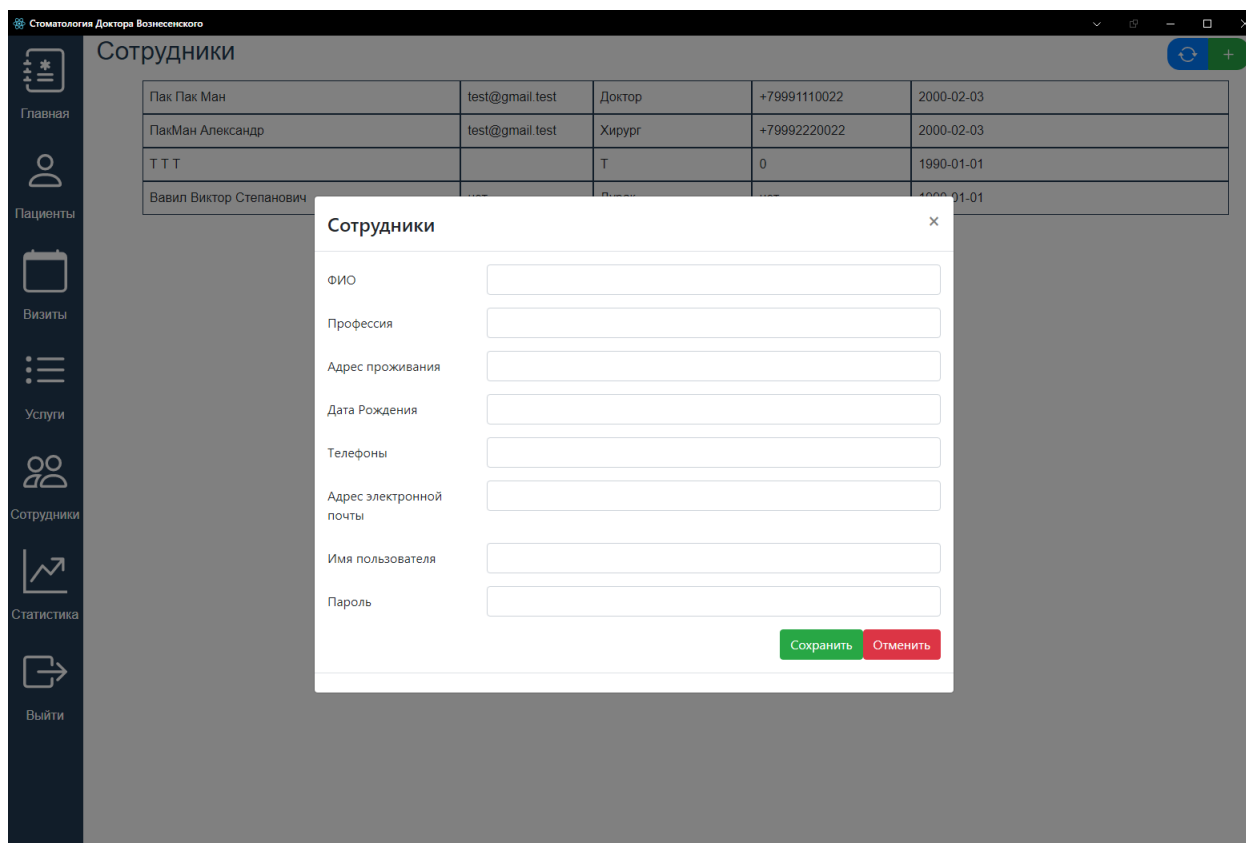 Стоматология Доктора Вознесенского
Сотрудники
Главная
Пациенты
Визиты
Услуги
Сотрудники
Статистика
Выйти
Пак Пак Ман test@gmail.test Доктор +79991110022 2000-02-03
ПакМан Александр test@gmail.test Хирург +79992220022 2000-02-03
Т Т Т Т 0 1990-01-01
Вавил Виктор Степанович
Сотрудники ×
ФИО
Профессия
Адрес проживания
Дата Рождения
Телефоны
Адрес электронной
почты
Имя пользователя
Пароль
Сохранить Отменить